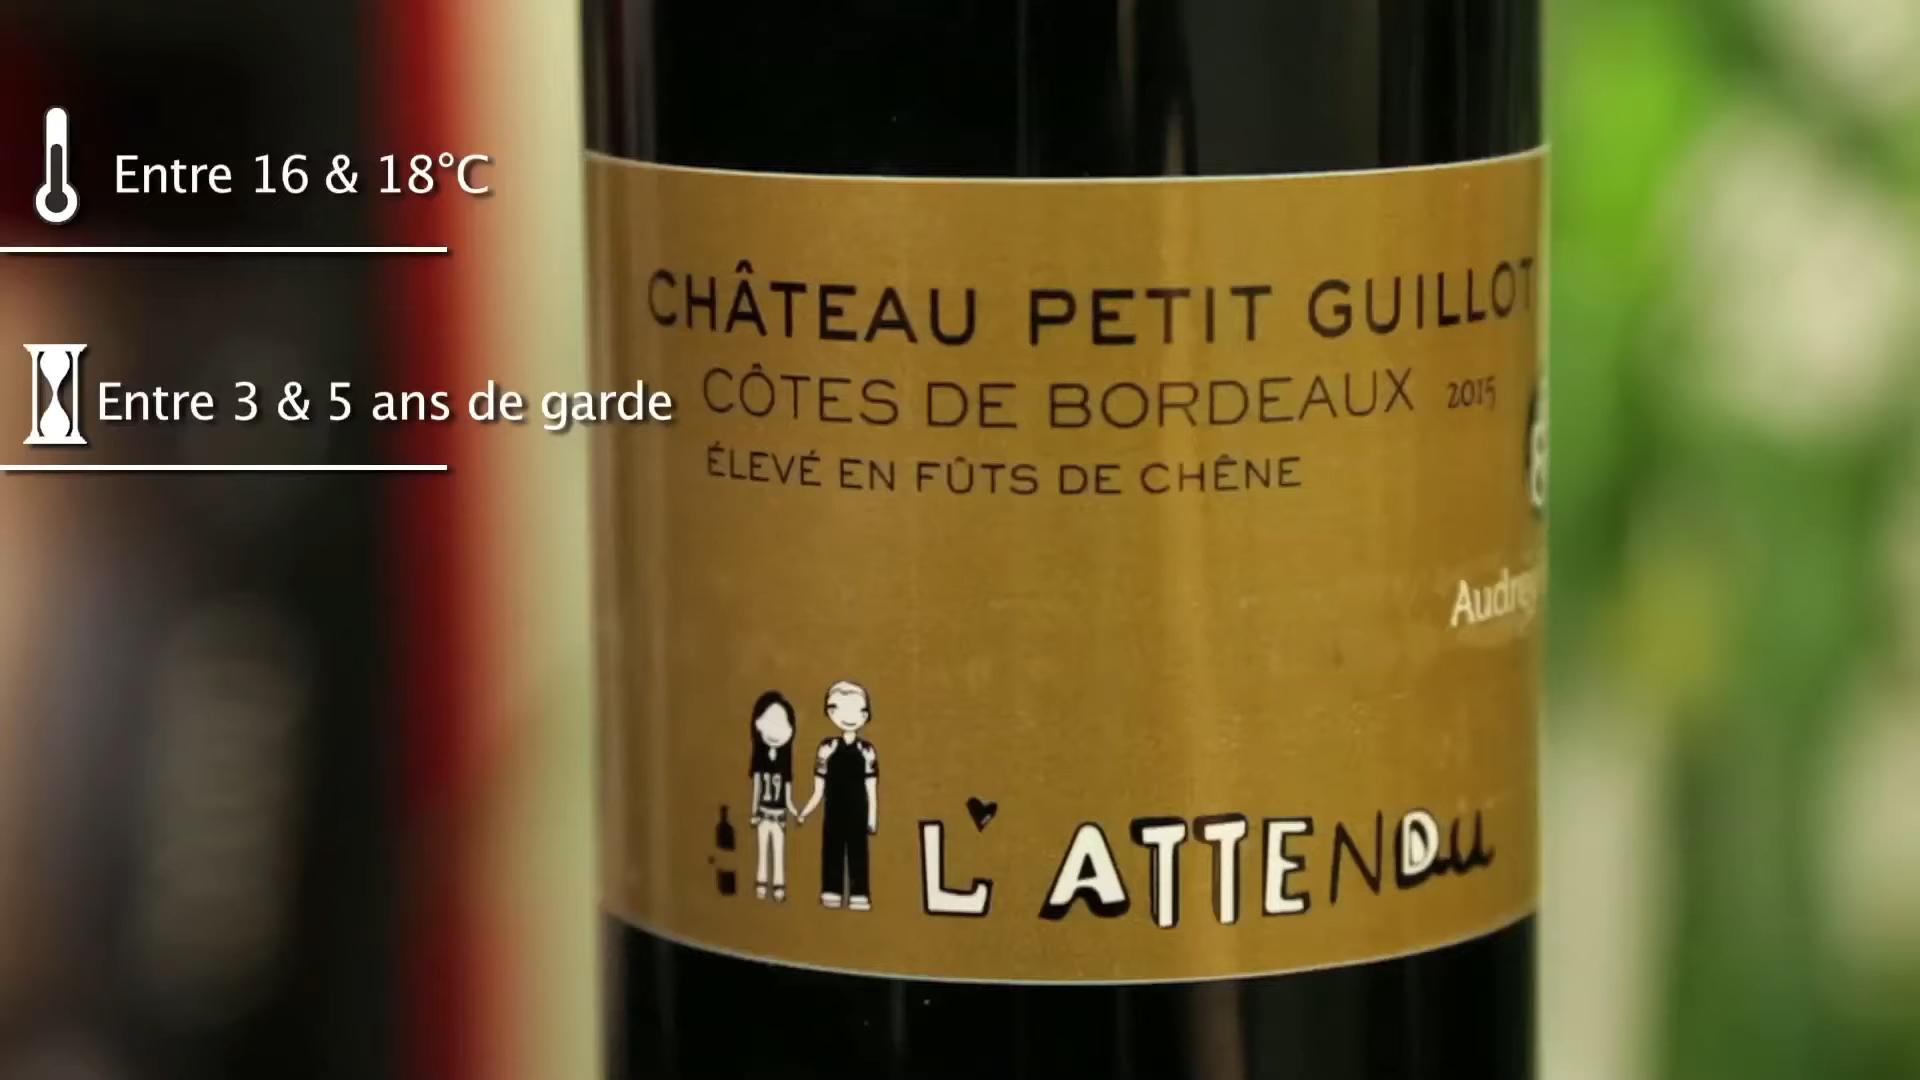 Entre 16 & 18°C
Entre 3 & 5 ans de garde
CHÂTEAU PETIT GUILLOT
CÔTES DE BORDEAUX 2015
ÉLEVÉ EN FÛTS DE CHÊNE
19
L'ATTENDU